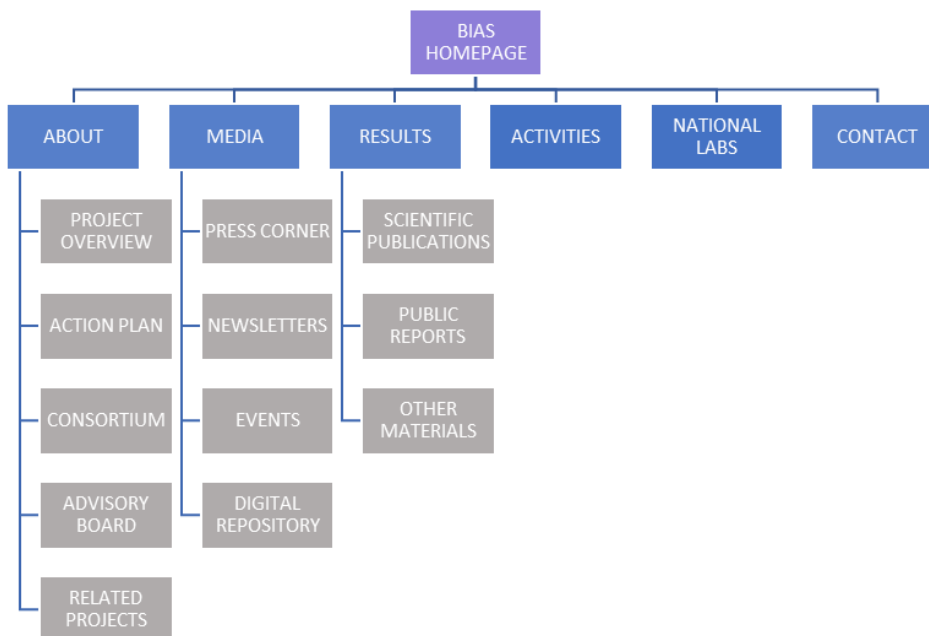 BIAS
HOMEPAGE
ABOUT
MEDIA
RESULTS
ACTIVITIES
NATIONAL
LABS
CONTACT
PROJECT
OVERVIEW
ACTION PLAN
CONSORTIUM
ADVISORY
BOARD
RELATED
PROJECTS
PRESS CORNER
NEWSLETTERS
EVENTS
DIGITAL
REPOSITORY
SCIENTIFIC
PUBLICATIONS
PUBLIC
REPORTS
OTHER
MATERIALS